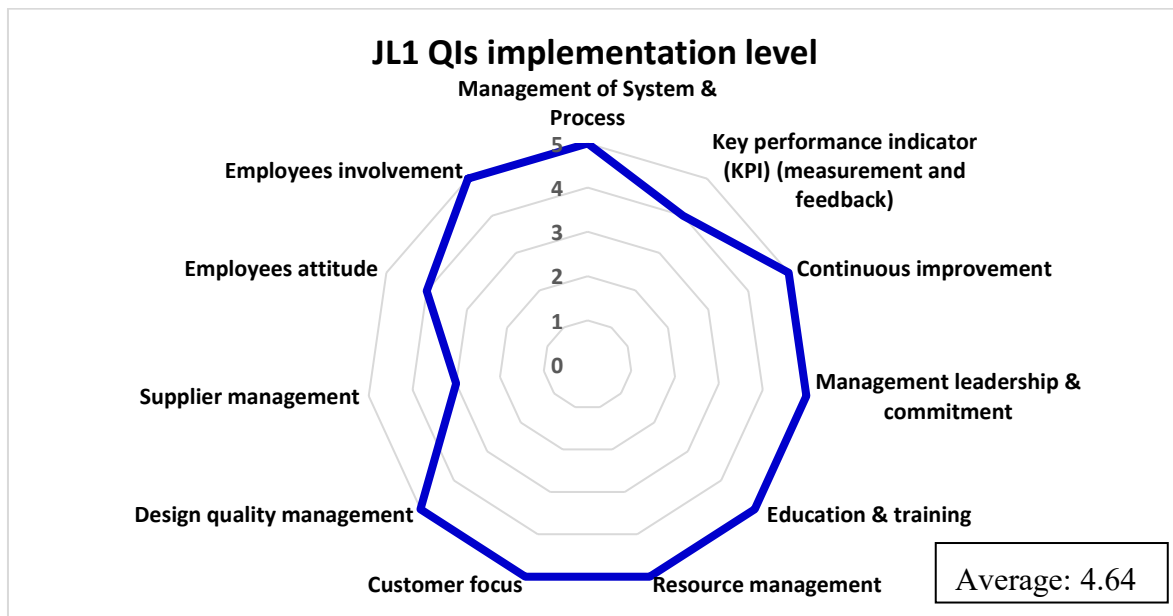 JL1 QIs implementation level
Management of System &
Process
Key performance indicator
(KPI) (measurement and
feedback)
Continuous improvement
Management leadership &
commitment
Education & training
Resource management
Customer focus
Design quality management
Supplier management
Employees attitude
Employees involvement
5
4
3
2
1
0
Average: 4.64